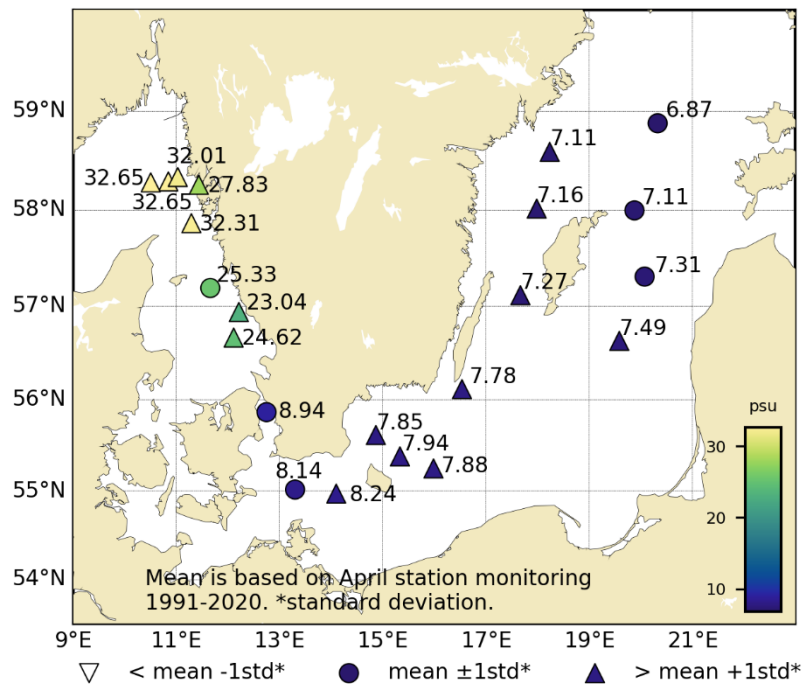 59°N
6.87
7.11
32.01
32.65
27.83
58°N
7.16
7.11
32.65
32.31
25.33
7.31
57°N
23.04
7.27
24.62
7.49
56°N
7.78
8.94
psu
7.85
7.94
30
7.88
8.14
55°N
8.24
20
54°N
Mean is based on April station monitoring
1991-2020. *standard deviation.
10
9°E 11°E 13°E 15°E 17°E 19°E 21°E
< mean -1std* mean ±1std* > mean +1std*